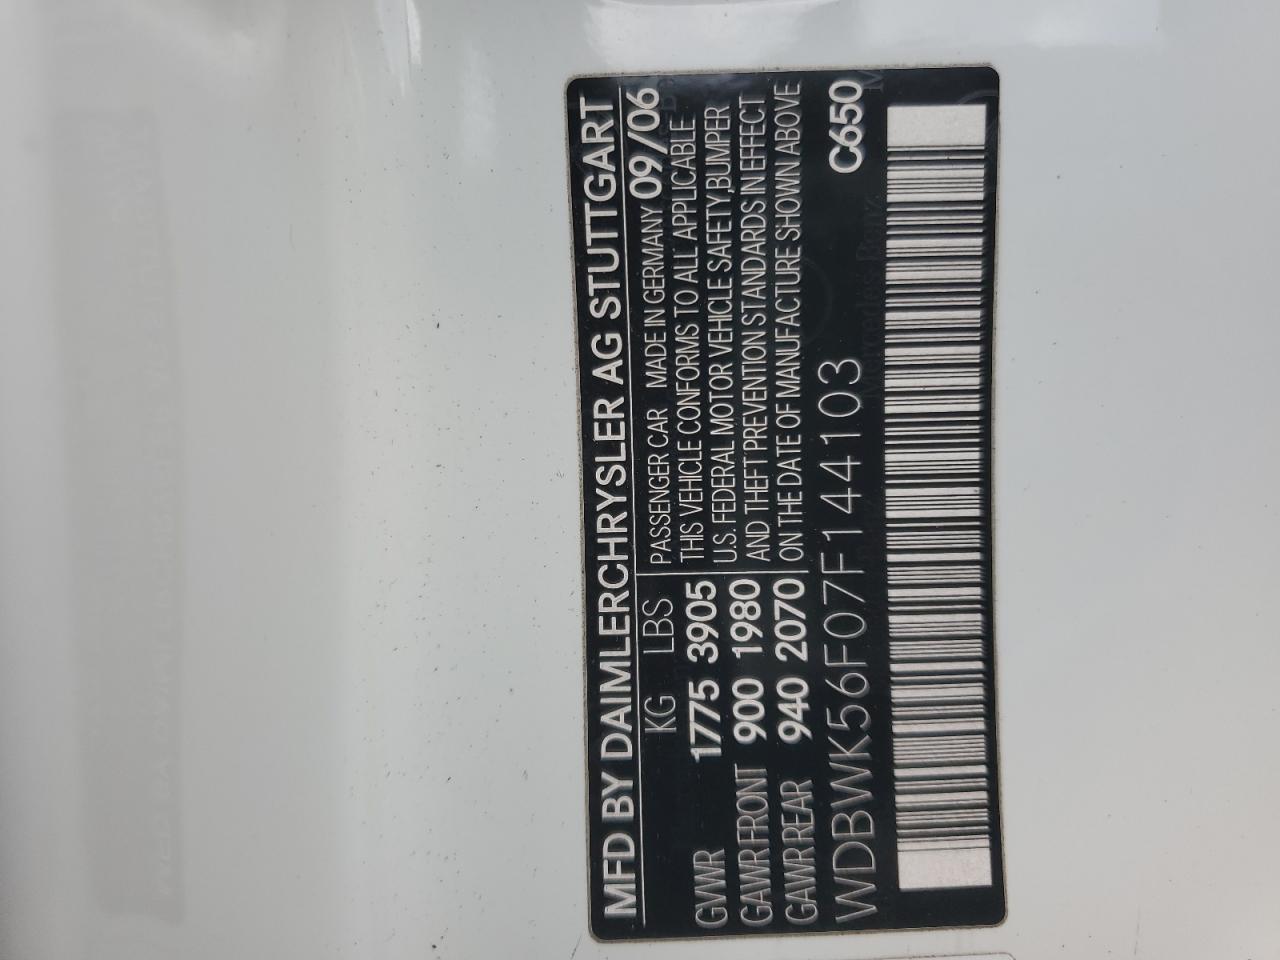 MFD BY DAIMLERCHRYSLER AG STUTTGART
KG LBS
PASSENGER CAR MADE IN GERMANY 09/06
THIS VEHICLE CONFORMS TO ALL APPLICABLE
U.S. FEDERAL MOTOR VEHICLE SAFETY,BUMPER
AND THEFT PREVENTION STANDARDS IN EFFECT
ON THE DATE OF MANUFACTURE SHOWN ABOVE
GVWR 1775 3905
GAWR FRONT 900 1980
GAWR REAR 940 2070
WDBWK56F07F144103 C650
Mercedes-Benz